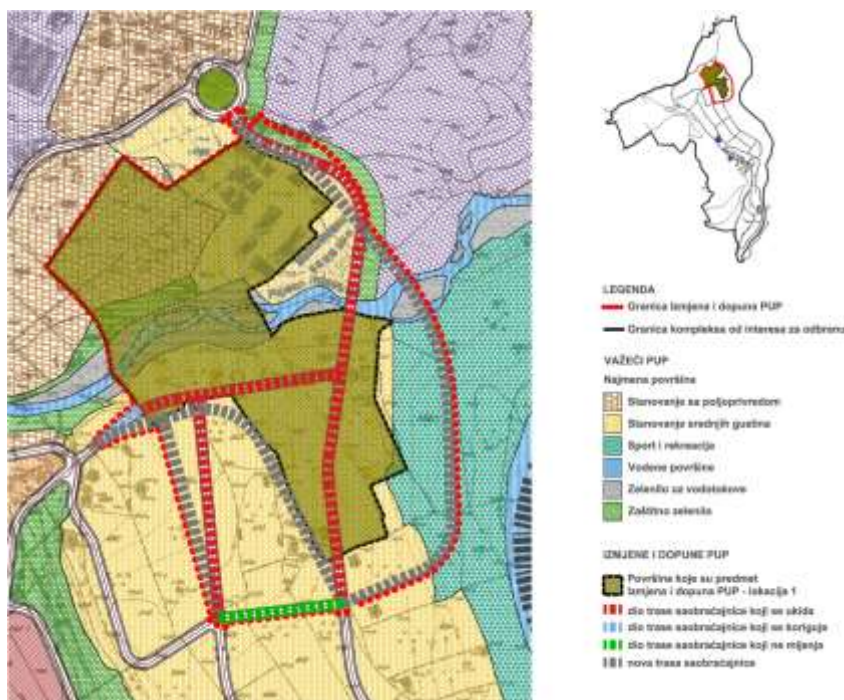 LEGENDA
Granica Izmjena i dopuna PUP
Granica kompleksa od interesa za odbranu
VAŽEĆI PUP
Namjena površina
Stanovanje sa poljoprivredom
Stanovanje srednjih gustina
Sport i rekreacija
Vodene površine
Zelenilo uz vodotokove
Zaštitno zelenilo
IZMJENE I DOPUNE PUP
Površine koje su predmet
Izmjena i dopuna PUP - lokacija 1
dio trase saobraćajnice koji se ukida
dio trase saobraćajnice koji se koriguje
dio trase saobraćajnice koji ne mijenja
nova trasa saobraćajnice